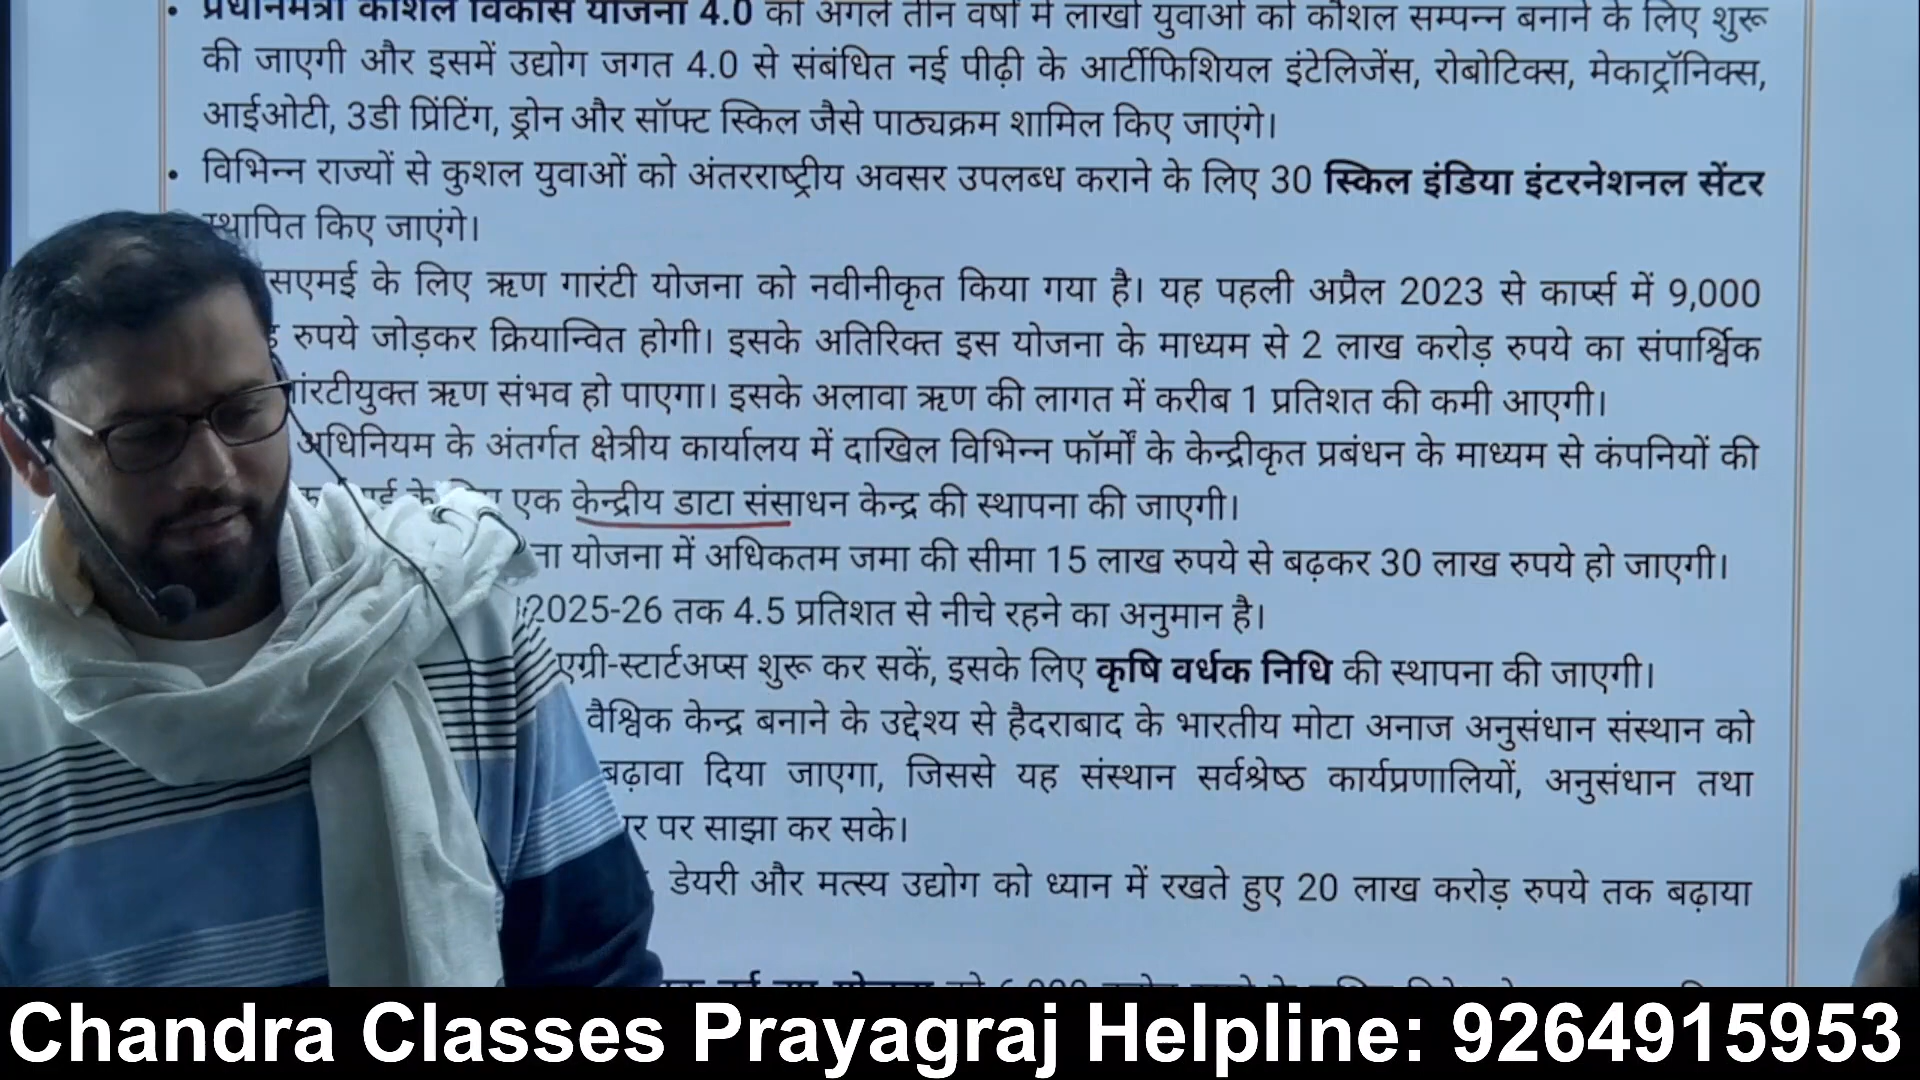 प्रधानमंत्री कौशल विकास योजना 4.0 को अगले तीन वर्षों में लाखों युवाओं को कौशल सम्पन्न बनाने के लिए शुरू
की जाएगी और इसमें उद्योग जगत 4.0 से संबंधित नई पीढ़ी के आर्टीफिशियल इंटेलिजेंस, रोबोटिक्स, मेकाट्रॉनिक्स,
आईओटी, 3डी प्रिंटिंग, ड्रोन और सॉफ्ट स्किल जैसे पाठ्यक्रम शामिल किए जाएंगे।
• विभिन्न राज्यों से कुशल युवाओं को अंतरराष्ट्रीय अवसर उपलब्ध कराने के लिए 30 स्किल इंडिया इंटरनेशनल सेंटर
स्थापित किए जाएंगे।
के लिए ऋण गारंटी योजना को नवीनीकृत किया गया है। यह पहली अप्रैल 2023 से कार्प्स में 9,000
रुपये जोड़कर क्रियान्वित होगी। इसके अतिरिक्त इस योजना के माध्यम से 2 लाख करोड़ रुपये का संपार्श्विक
ऋण संभव हो पाएगा। इसके अलावा ऋण की लागत में करीब 1 प्रतिशत की कमी आएगी।
अधिनियम के अंतर्गत क्षेत्रीय कार्यालय में दाखिल विभिन्न फॉर्मों के केन्द्रीकृत प्रबंधन के माध्यम से कंपनियों की
एक केन्द्रीय डाटा संसाधन केन्द्र की स्थापना की जाएगी।
योजना में अधिकतम जमा की सीमा 15 लाख रुपये से बढ़कर 30 लाख रुपये हो जाएगी।
2025-26 तक 4.5 प्रतिशत से नीचे रहने का अनुमान है।
एग्री-स्टार्टअप्स शुरू कर सकें, इसके लिए कृषि वर्धक निधि की स्थापना की जाएगी।
वैश्विक केन्द्र बनाने के उद्देश्य से हैदराबाद के भारतीय मोटा अनाज अनुसंधान संस्थान को
बढ़ावा दिया जाएगा, जिससे यह संस्थान सर्वश्रेष्ठ कार्यप्रणालियों, अनुसंधान तथा
पर साझा कर सके।
डेयरी और मत्स्य उद्योग को ध्यान में रखते हुए 20 लाख करोड़ रुपये तक बढ़ाया
Chandra Classes Prayagraj Helpline: 9264915953